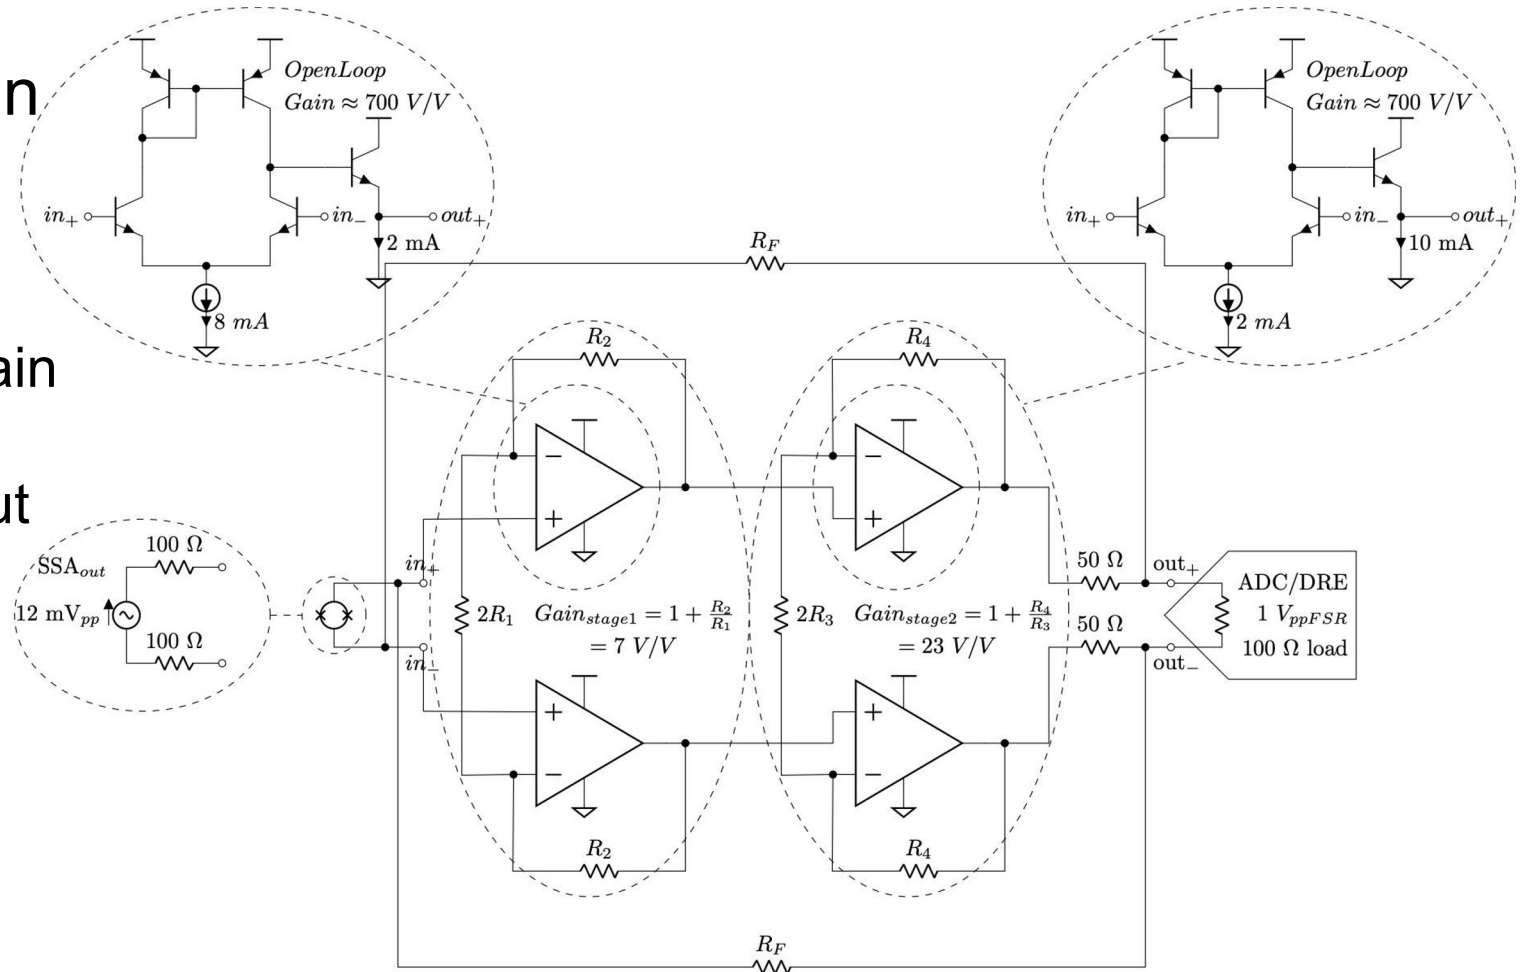 n
ain
ut
OpenLoop
Gain ≈ 700 V/V
in₊
in₋
out₊
2 mA
8 mA
OpenLoop
Gain ≈ 700 V/V
in₊
in₋
out₊
10 mA
2 mA
R_F
R₂
R₄
−
+
−
+
SSA_out
100 Ω
12 mV_pp
100 Ω
in₊
in₋
2R₁
Gain_stage1 = 1 + R₂/R₁
= 7 V/V
2R₃
Gain_stage2 = 1 + R₄/R₃
= 23 V/V
50 Ω
out₊
50 Ω
out₋
ADC/DRE
1 V_ppFSR
100 Ω load
+
−
+
−
R₂
R₄
R_F